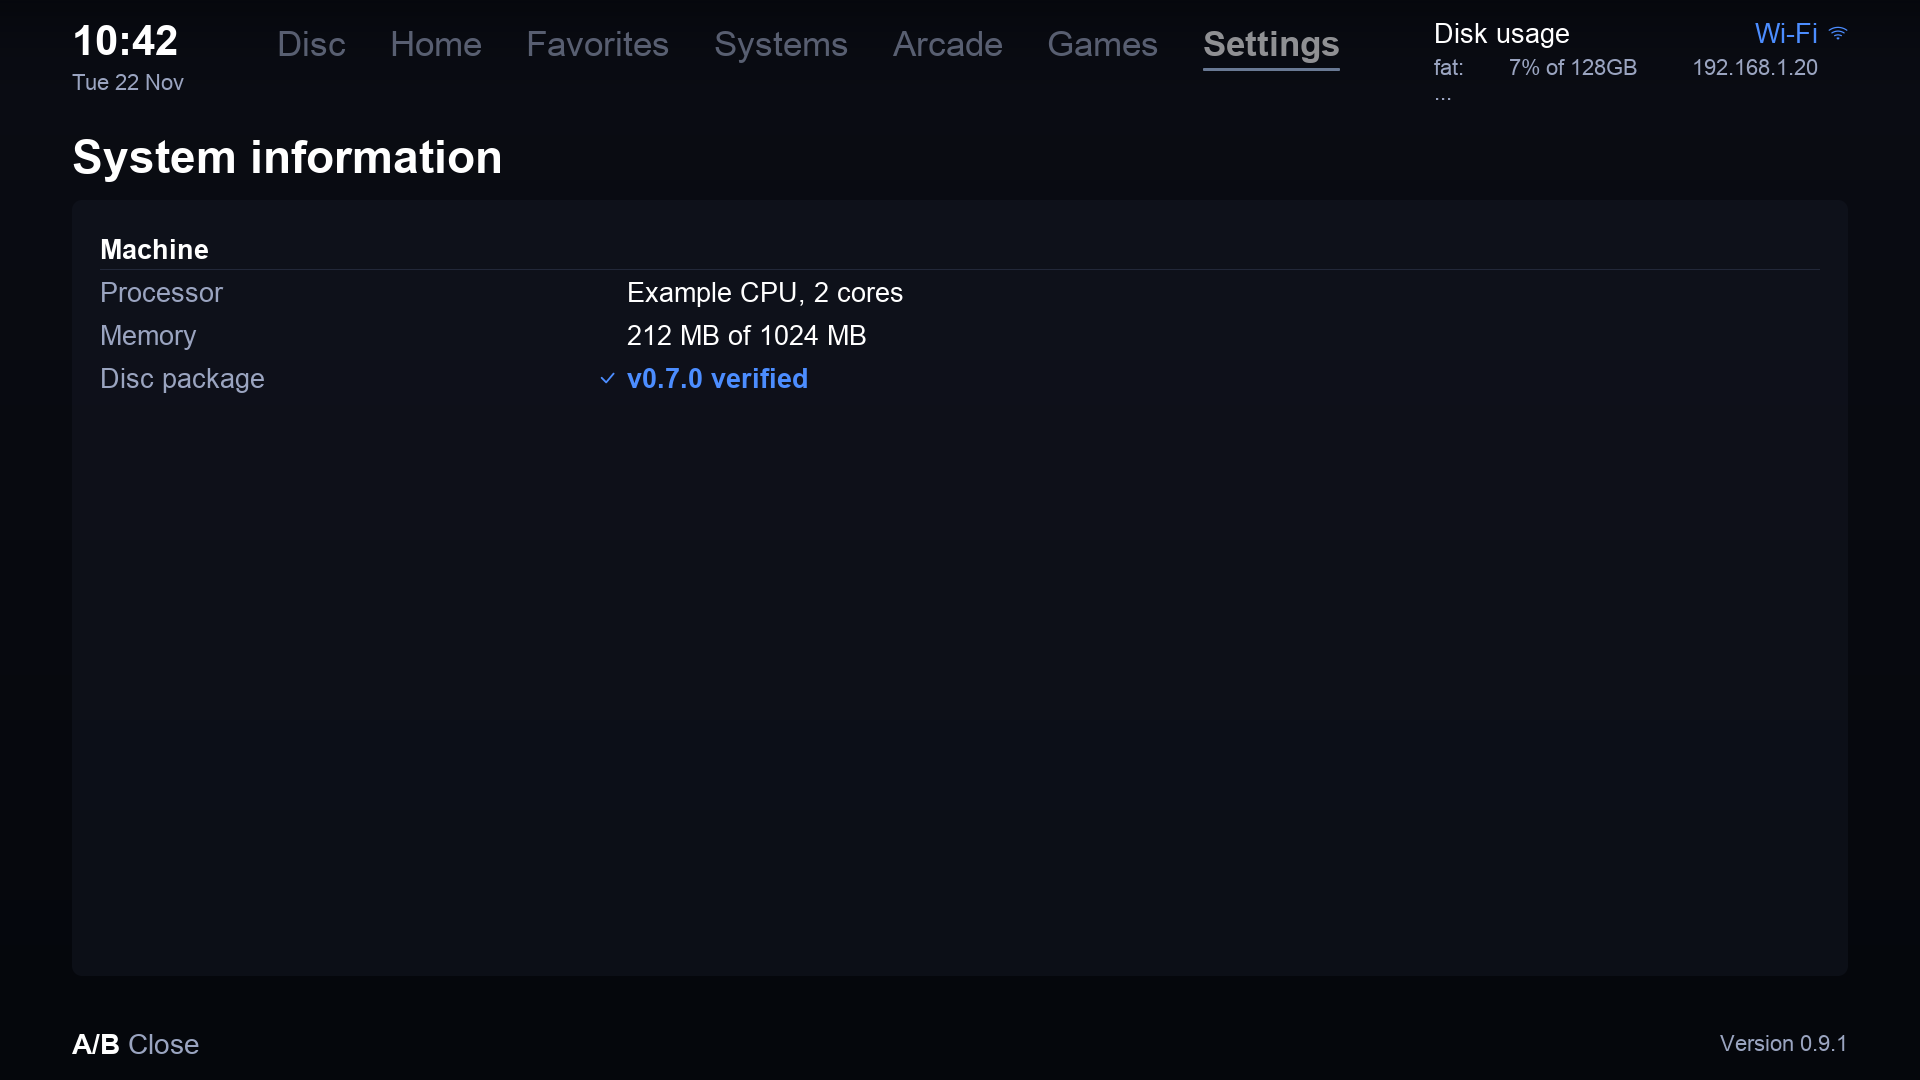 10:42
Tue 22 Nov
Disc Home Favorites Systems Arcade Games Settings
Disk usage
fat: 7% of 128GB
...
Wi-Fi
192.168.1.20
System information
Machine
Processor Example CPU, 2 cores
Memory 212 MB of 1024 MB
Disc package v0.7.0 verified
A/B Close
Version 0.9.1